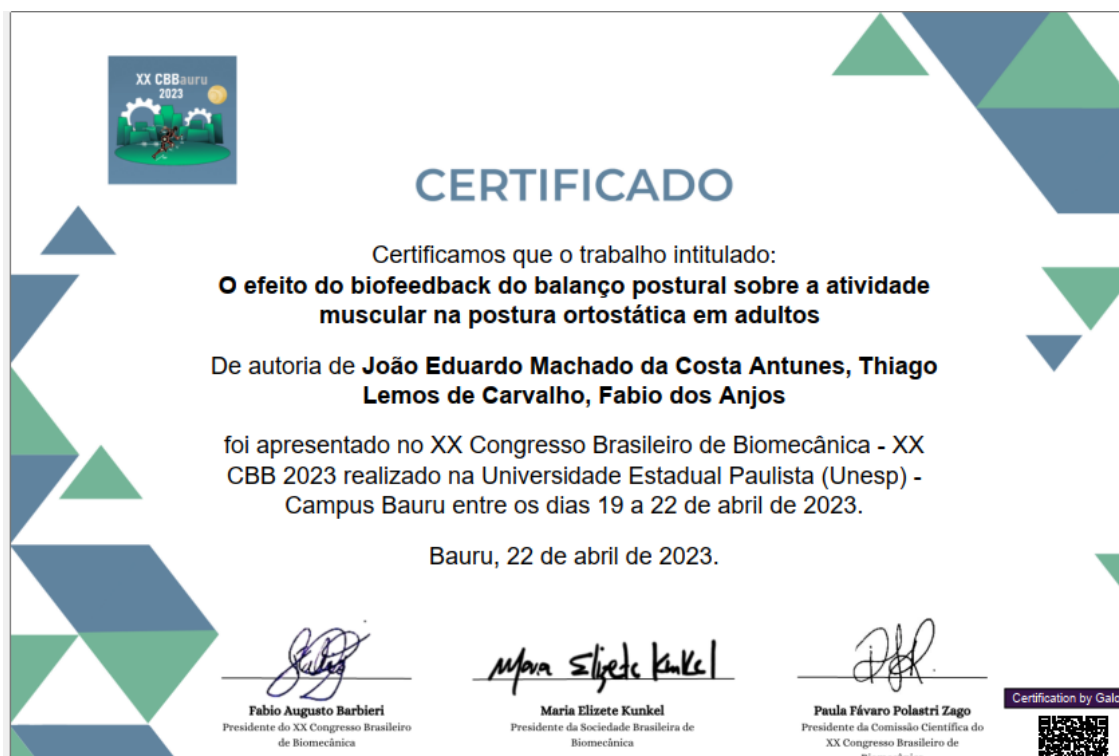 XX CBBauru
2023
CERTIFICADO
Certificamos que o trabalho intitulado:
O efeito do biofeedback do balanço postural sobre a atividade
muscular na postura ortostática em adultos
De autoria de João Eduardo Machado da Costa Antunes, Thiago
Lemos de Carvalho, Fabio dos Anjos
foi apresentado no XX Congresso Brasileiro de Biomecânica - XX
CBB 2023 realizado na Universidade Estadual Paulista (Unesp) -
Campus Bauru entre os dias 19 a 22 de abril de 2023.
Bauru, 22 de abril de 2023.
Maria Elizete Kunkel
Fabio Augusto Barbieri
Presidente do XX Congresso Brasileiro
de Biomecânica
Maria Elizete Kunkel
Presidente da Sociedade Brasileira de
Biomecânica
Paula Fávaro Polastri Zago
Presidente da Comissão Científica do
XX Congresso Brasileiro de
Certification by Galo